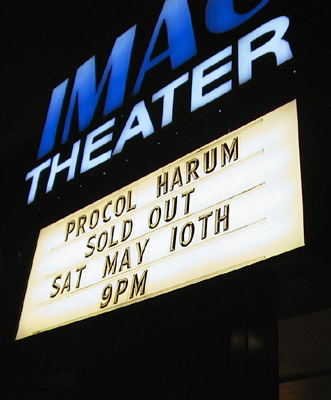 IMAC
THEATER
PROCOL HARUM
SOLD OUT
SAT MAY 10TH
9PM